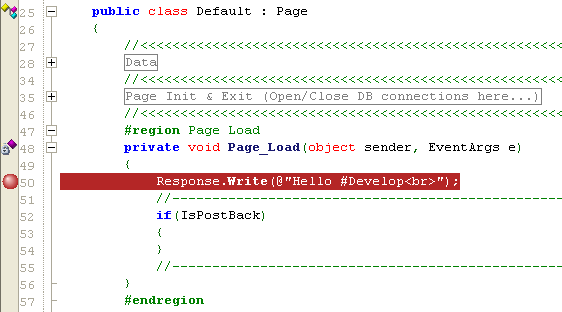 25 public class Default : Page
26 {
27 //<<<<<<<<<<<<<<<<<<<<<<<<<<<<<<<<<<<<<<<<<<<<<<<<<<<<
28 Data
34 //<<<<<<<<<<<<<<<<<<<<<<<<<<<<<<<<<<<<<<<<<<<<<<<<<<<<
35 Page Init & Exit (Open/Close DB connections here...)
46 //<<<<<<<<<<<<<<<<<<<<<<<<<<<<<<<<<<<<<<<<<<<<<<<<<<<<
47 #region Page Load
48 private void Page_Load(object sender, EventArgs e)
49 {
50 Response.Write(@"Hello #Develop<br>");
51 //------------------------------------------------
52 if(IsPostBack)
53 {
54 }
55 //------------------------------------------------
56 }
57 #endregion